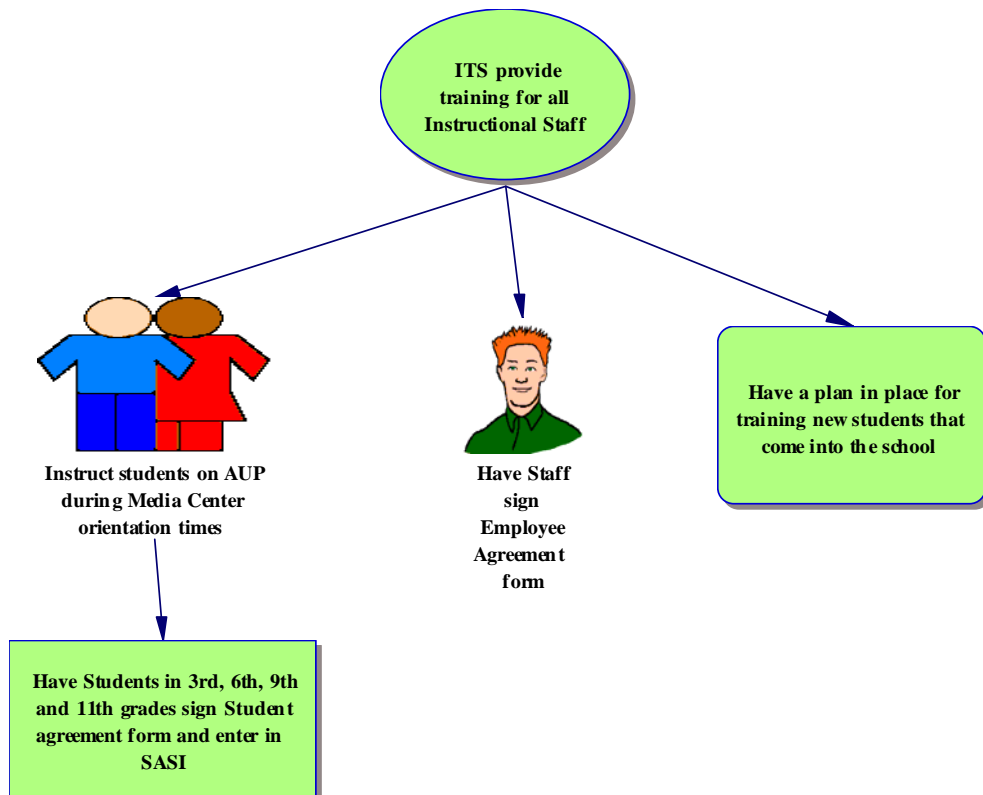 ITS provide
training for all
Instructional Staff
Instruct students on AUP
during Media Center
orientation times
Have Staff
sign
Employee
Agreement
form
Have a plan in place for
training new students that
come into the school
Have Students in 3rd, 6th, 9th
and 11th grades sign Student
agreement form and enter in
SASI